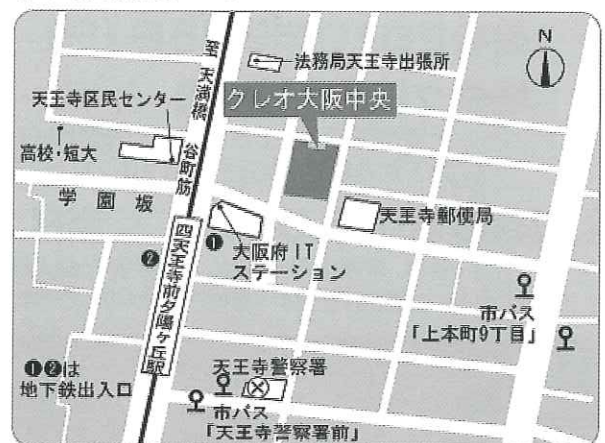 N
至天満橋
法務局天王寺出張所
天王寺区民センター
クレオ大阪中央
高校・短大
谷町筋
学園坂
天王寺郵便局
❶
大阪府IT
ステーション
❷
四天王寺前夕陽ヶ丘駅
市バス
「上本町9丁目」
❶❷は
地下鉄出入口
天王寺警察署
市バス
「天王寺警察署前」